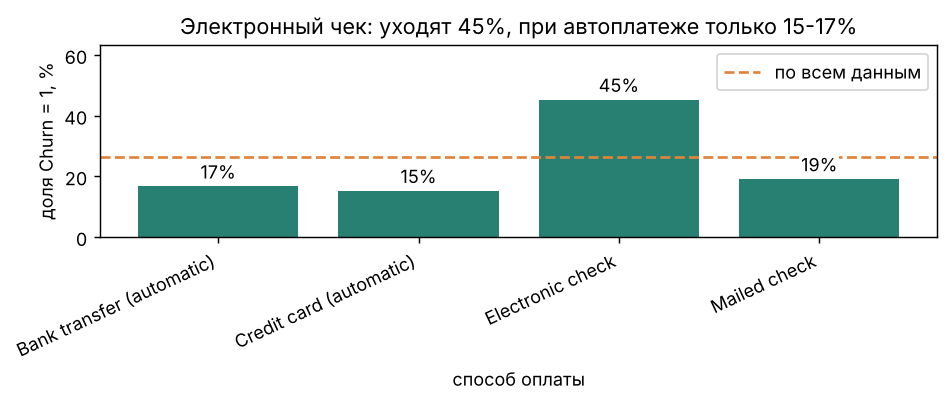 Электронный чек: уходят 45%, при автоплатеже только 15-17%
по всем данным
доля Churn = 1, %
60
40
20
0
17%
15%
45%
19%
Bank transfer (automatic)
Credit card (automatic)
Electronic check
Mailed check
способ оплаты